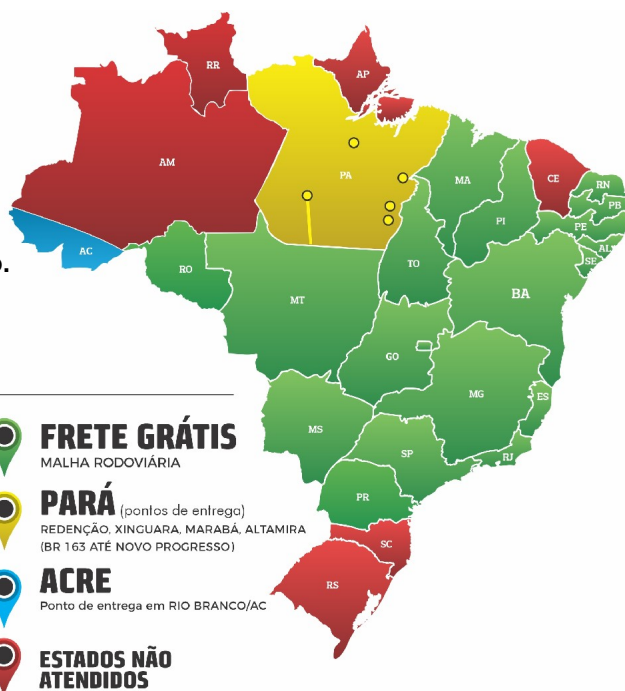 RR
AP
AM
PA
MA
CE
RN
PB
PI
PE
AL
SE
AC
RO
TO
BA
MT
GO
MG
ES
MS
SP
RJ
PR
SC
RS
FRETE GRÁTIS
MALHA RODOVIÁRIA
PARÁ (pontos de entrega)
REDENÇÃO, XINGUARA, MARABÁ, ALTAMIRA
(BR 163 ATÉ NOVO PROGRESSO)
ACRE
Ponto de entrega em RIO BRANCO/AC
ESTADOS NÃO
ATENDIDOS